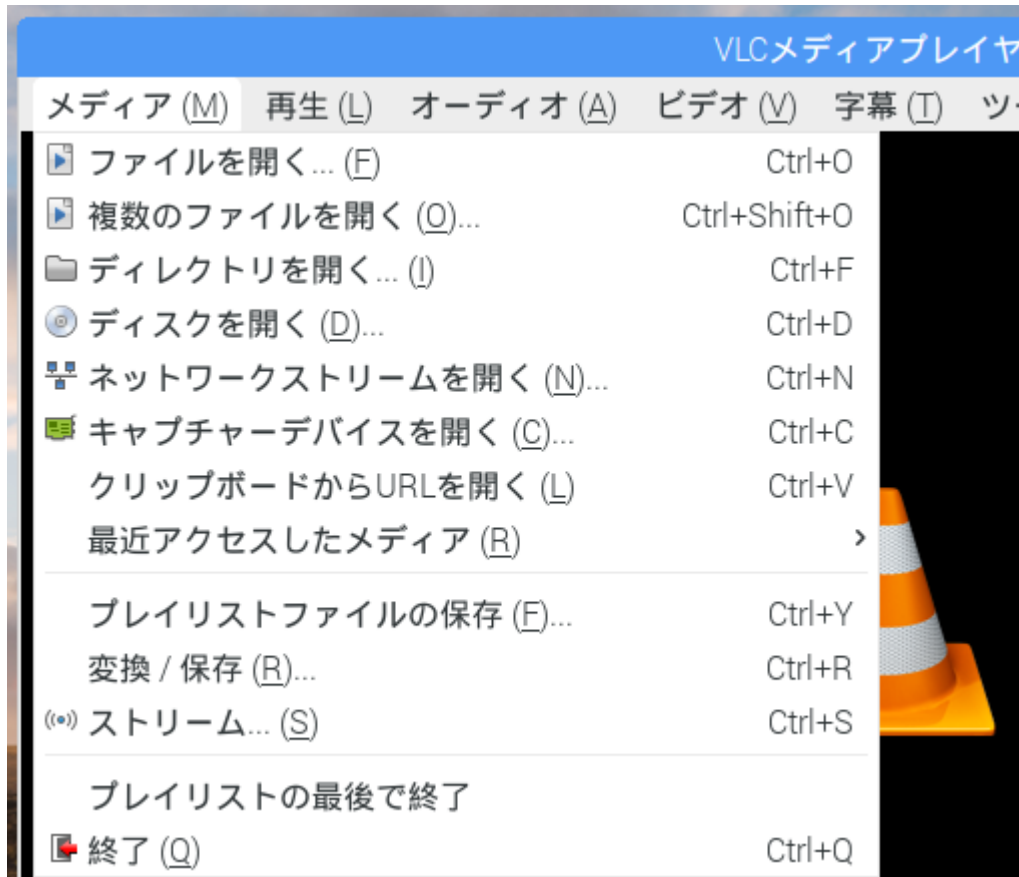 VLCメディアプレイヤ
メディア (M) 再生 (L) オーディオ (A) ビデオ (V) 字幕 (T) ツ
ファイルを開く... (F) Ctrl+O
複数のファイルを開く (O)... Ctrl+Shift+O
ディレクトリを開く... (I) Ctrl+F
ディスクを開く (D)... Ctrl+D
ネットワークストリームを開く (N)... Ctrl+N
キャプチャーデバイスを開く (C)... Ctrl+C
クリップボードからURLを開く (L) Ctrl+V
最近アクセスしたメディア (R)
プレイリストファイルの保存 (F)... Ctrl+Y
変換 / 保存 (R)... Ctrl+R
ストリーム... (S) Ctrl+S
プレイリストの最後で終了
終了 (Q) Ctrl+Q